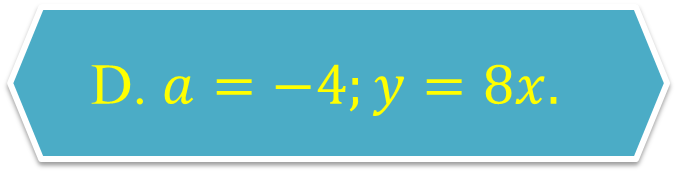 D. a = −4; y = 8x.